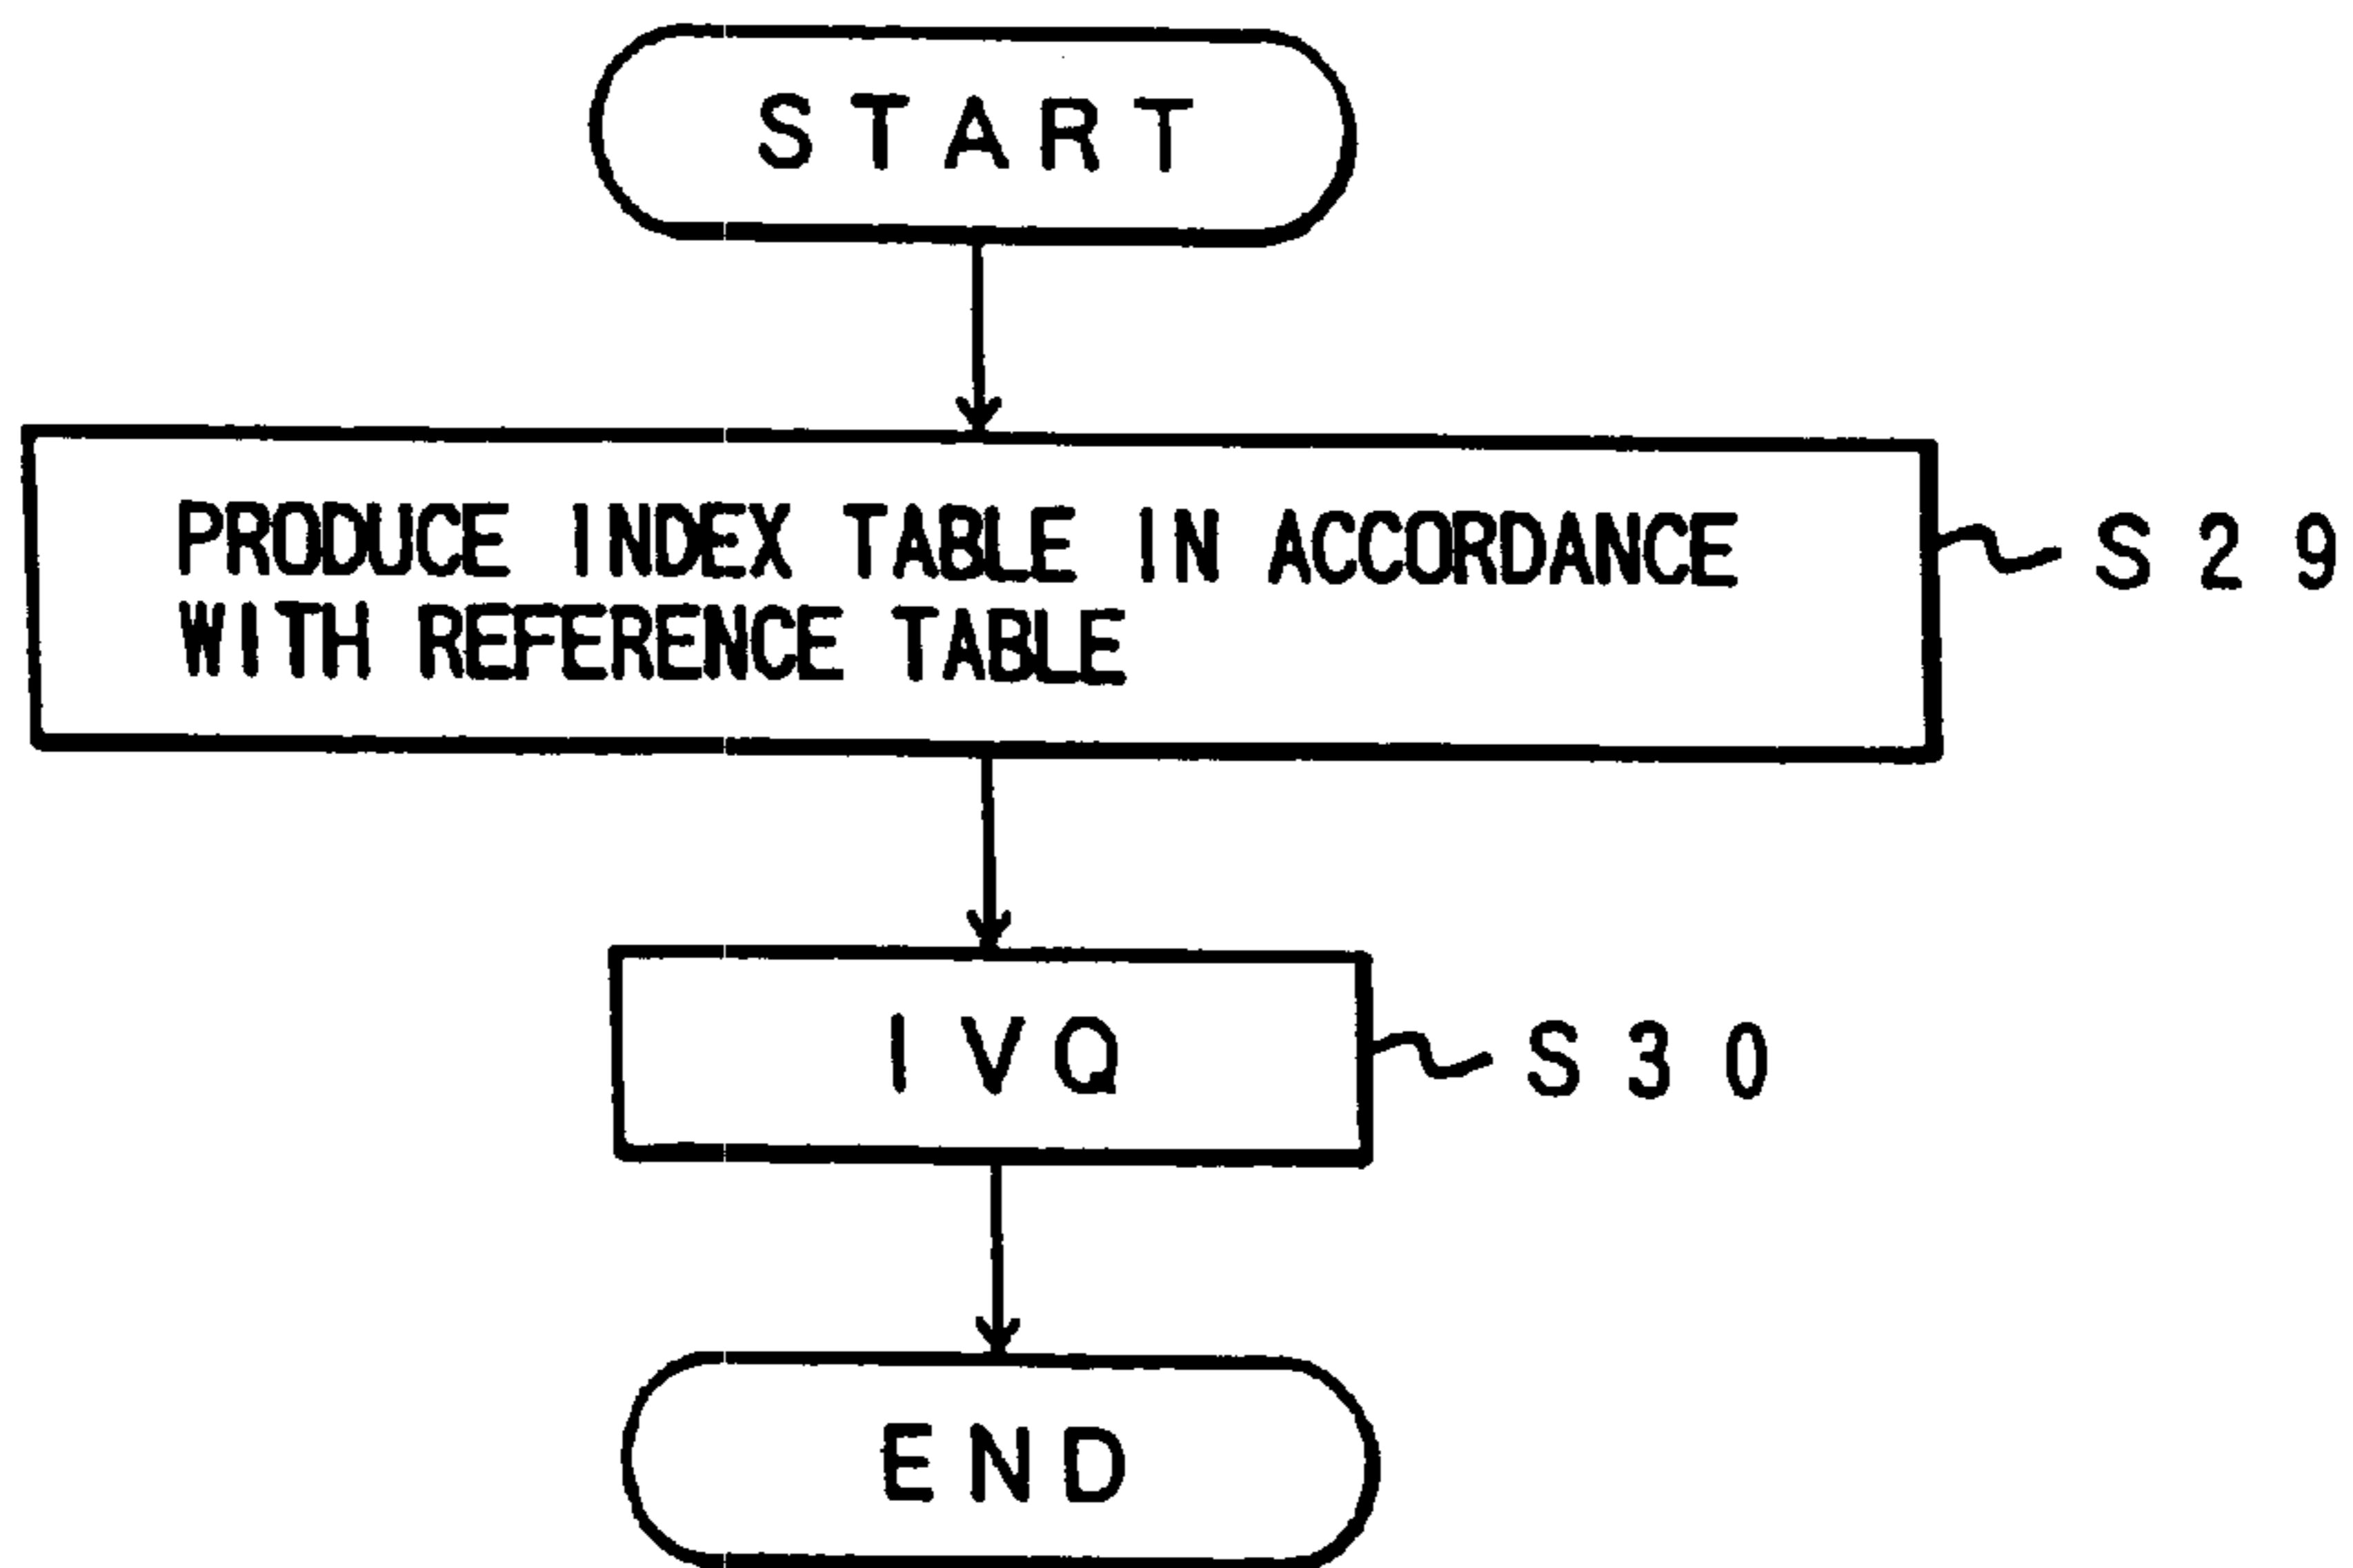 START
PRODUCE INDEX TABLE IN ACCORDANCE
WITH REFERENCE TABLE
S29
IVQ
S30
END